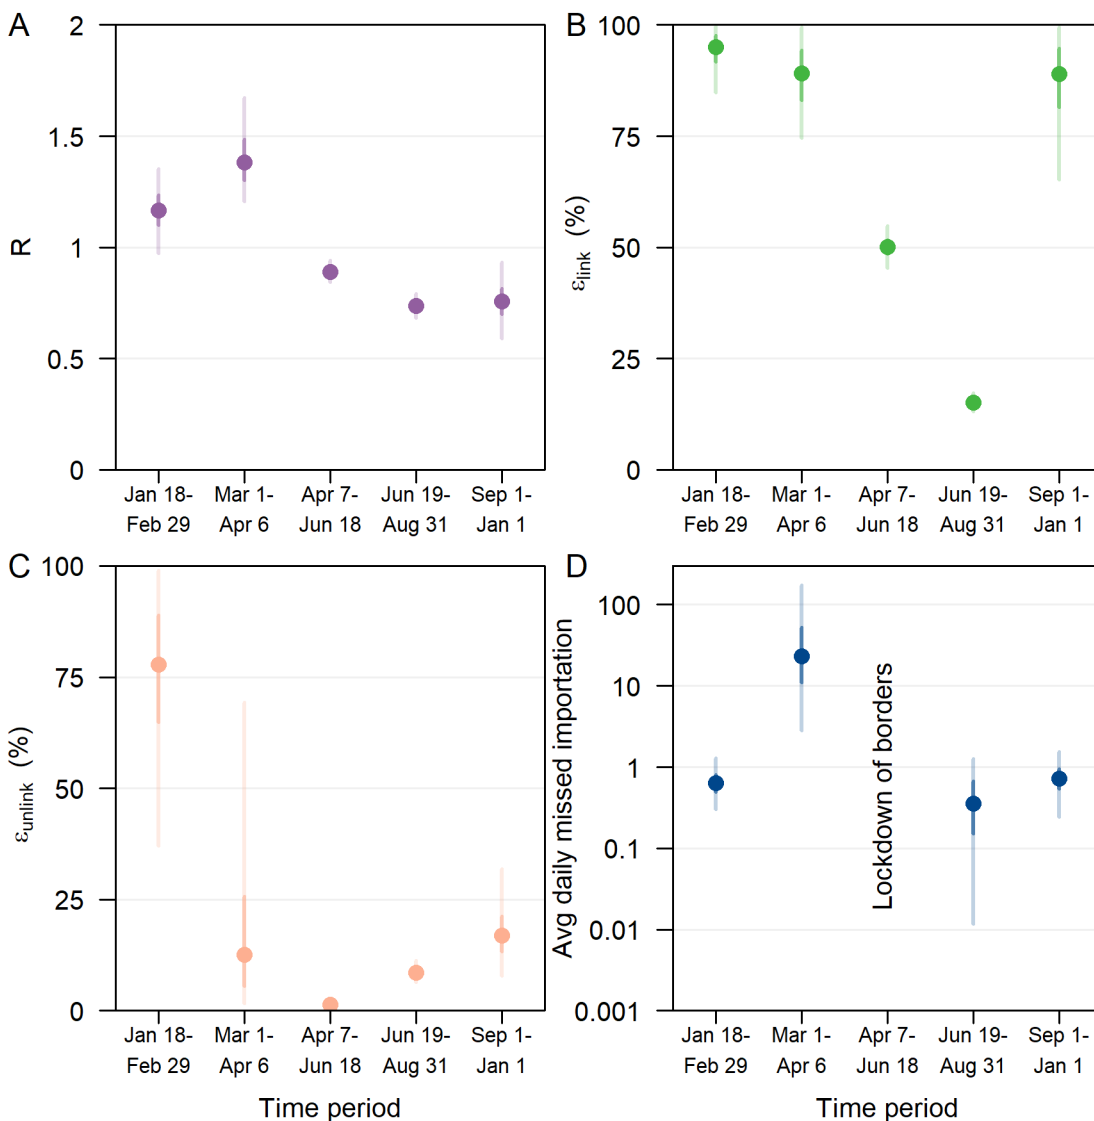 A
2
1.5
1
0.5
0
R
Jan 18- Mar 1- Apr 7- Jun 19- Sep 1-
Feb 29 Apr 6 Jun 18 Aug 31 Jan 1
B
100
75
50
25
0
εlink (%)
Jan 18- Mar 1- Apr 7- Jun 19- Sep 1-
Feb 29 Apr 6 Jun 18 Aug 31 Jan 1
C
100
75
50
25
0
εunlink (%)
Jan 18- Mar 1- Apr 7- Jun 19- Sep 1-
Feb 29 Apr 6 Jun 18 Aug 31 Jan 1
Time period
D
100
10
1
0.1
0.01
0.001
Avg daily missed importation
Lockdown of borders
Jan 18- Mar 1- Apr 7- Jun 19- Sep 1-
Feb 29 Apr 6 Jun 18 Aug 31 Jan 1
Time period